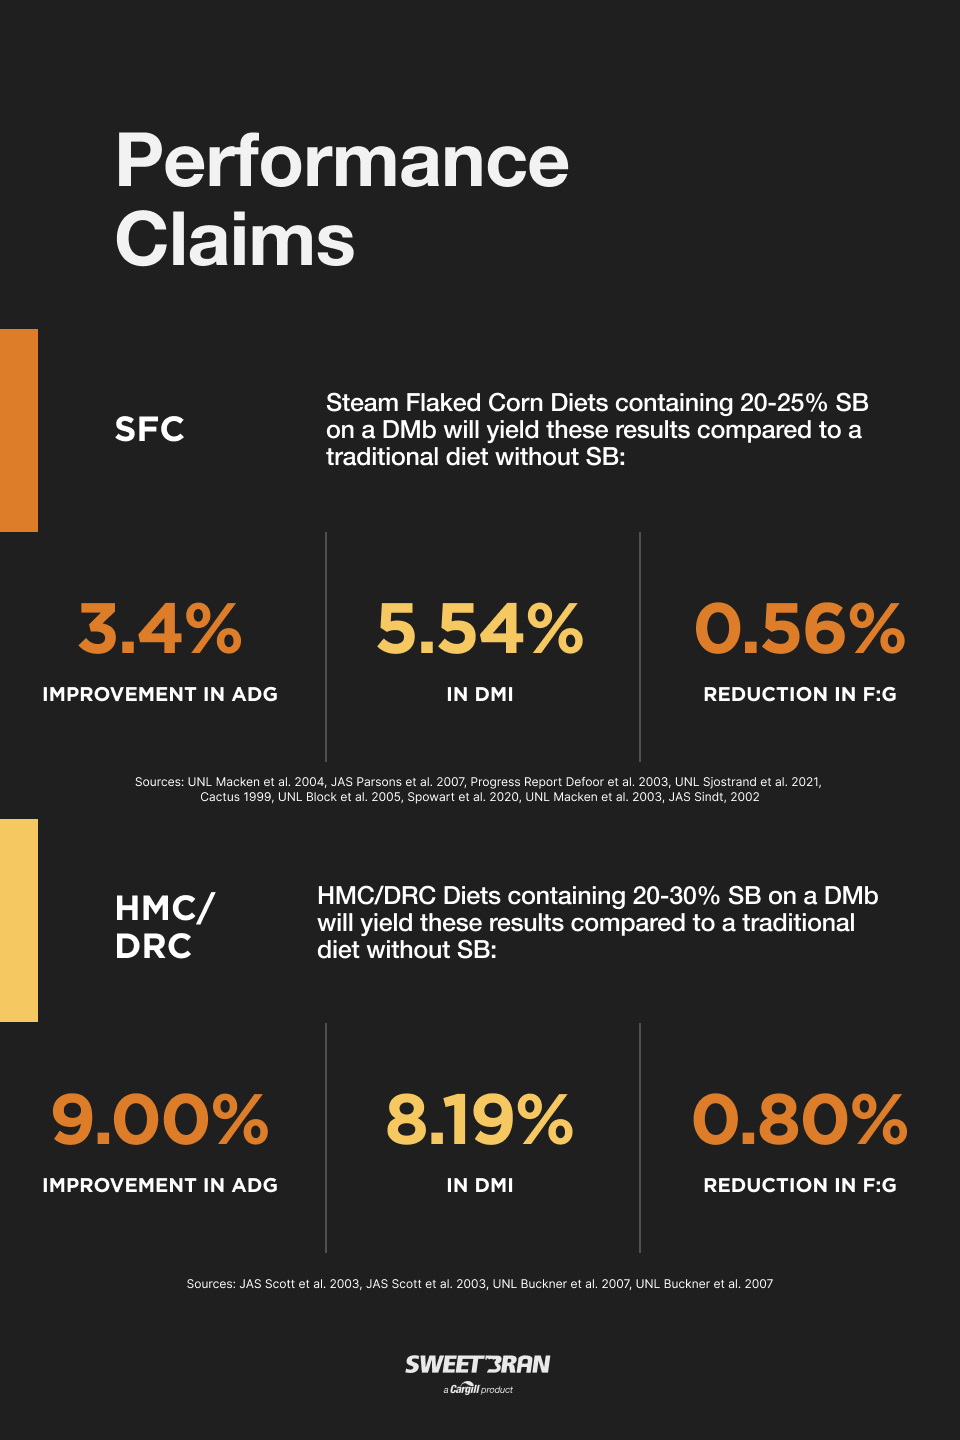 Performance
Claims
SFC
Steam Flaked Corn Diets containing 20-25% SB
on a DMb will yield these results compared to a
traditional diet without SB:
3.4%
IMPROVEMENT IN ADG
5.54%
IN DMI
0.56%
REDUCTION IN F:G
Sources: UNL Macken et al. 2004, JAS Parsons et al. 2007, Progress Report Defoor et al. 2003, UNL Sjostrand et al. 2021,
Cactus 1999, UNL Block et al. 2005, Spowart et al. 2020, UNL Macken et al. 2003, JAS Sindt, 2002
HMC/
DRC
HMC/DRC Diets containing 20-30% SB on a DMb
will yield these results compared to a traditional
diet without SB:
9.00%
IMPROVEMENT IN ADG
8.19%
IN DMI
0.80%
REDUCTION IN F:G
Sources: JAS Scott et al. 2003, JAS Scott et al. 2003, UNL Buckner et al. 2007, UNL Buckner et al. 2007
SWEET BRAN
a Cargill product